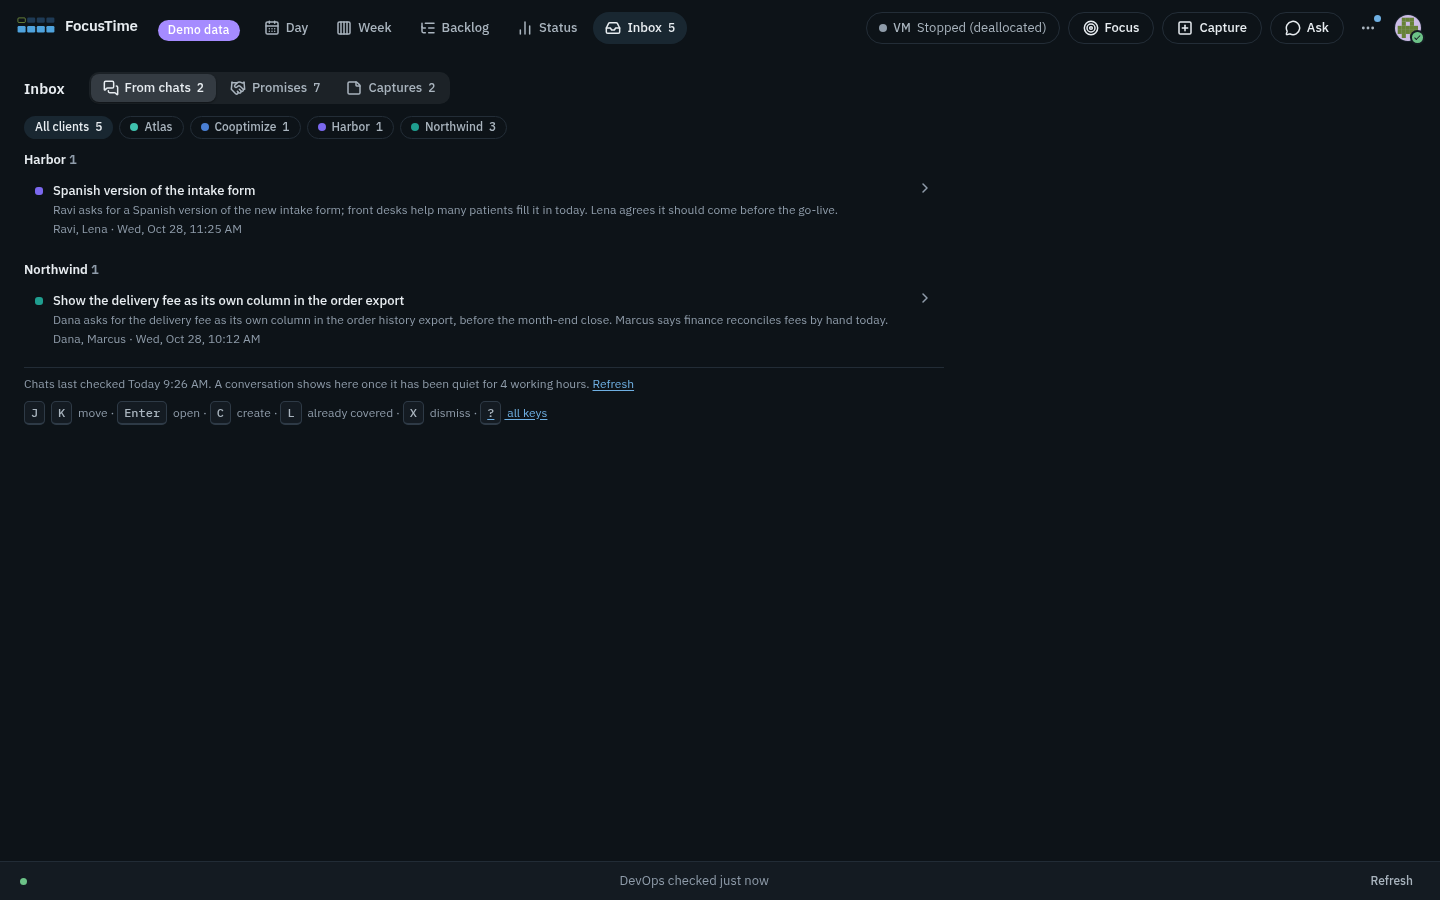 FocusTime Demo data Day Week Backlog Status Inbox 5 VM Stopped (deallocated) Focus Capture Ask
Inbox From chats 2 Promises 7 Captures 2
All clients 5 Atlas Cooptimize 1 Harbor 1 Northwind 3
Harbor 1
Spanish version of the intake form
Ravi asks for a Spanish version of the new intake form; front desks help many patients fill it in today. Lena agrees it should come before the go-live.
Ravi, Lena · Wed, Oct 28, 11:25 AM
Northwind 1
Show the delivery fee as its own column in the order export
Dana asks for the delivery fee as its own column in the order history export, before the month-end close. Marcus says finance reconciles fees by hand today.
Dana, Marcus · Wed, Oct 28, 10:12 AM
Chats last checked Today 9:26 AM. A conversation shows here once it has been quiet for 4 working hours. Refresh
J K move · Enter open · C create · L already covered · X dismiss · ? all keys
DevOps checked just now Refresh